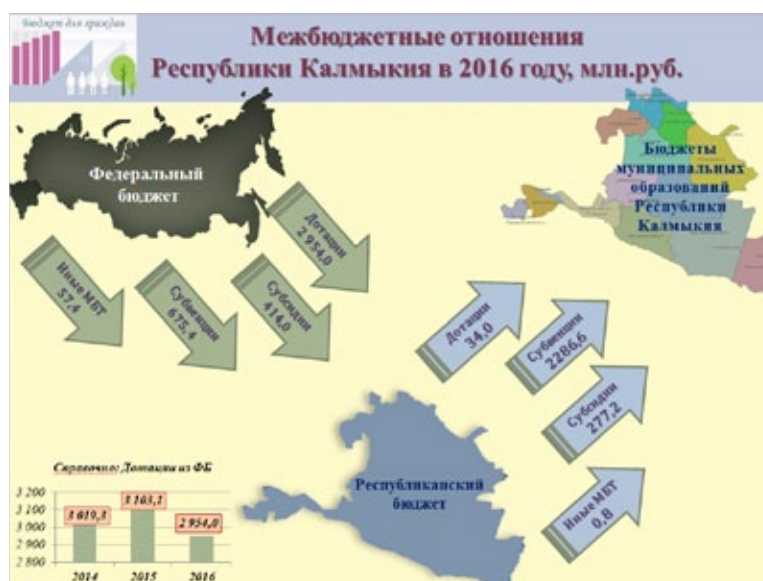 бюджет для граждан
Межбюджетные отношения
Республики Калмыкия в 2016 году, млн.руб.
Федеральный
бюджет
Бюджеты
муниципальных
образований
Республики
Калмыкия
Дотации
2 954,0
Иные МБТ
57,4
Субвенции
675,4
Субсидии
414,0
Дотации
34,0
Субвенции
2286,6
Субсидии
277,2
Иные МБТ
0,8
Республиканский
бюджет
Справочно: Дотации из ФБ
3 200
3 100
3 000
2 900
2 800
3 019,3
3 103,1
2 954,0
2014
2015
2016